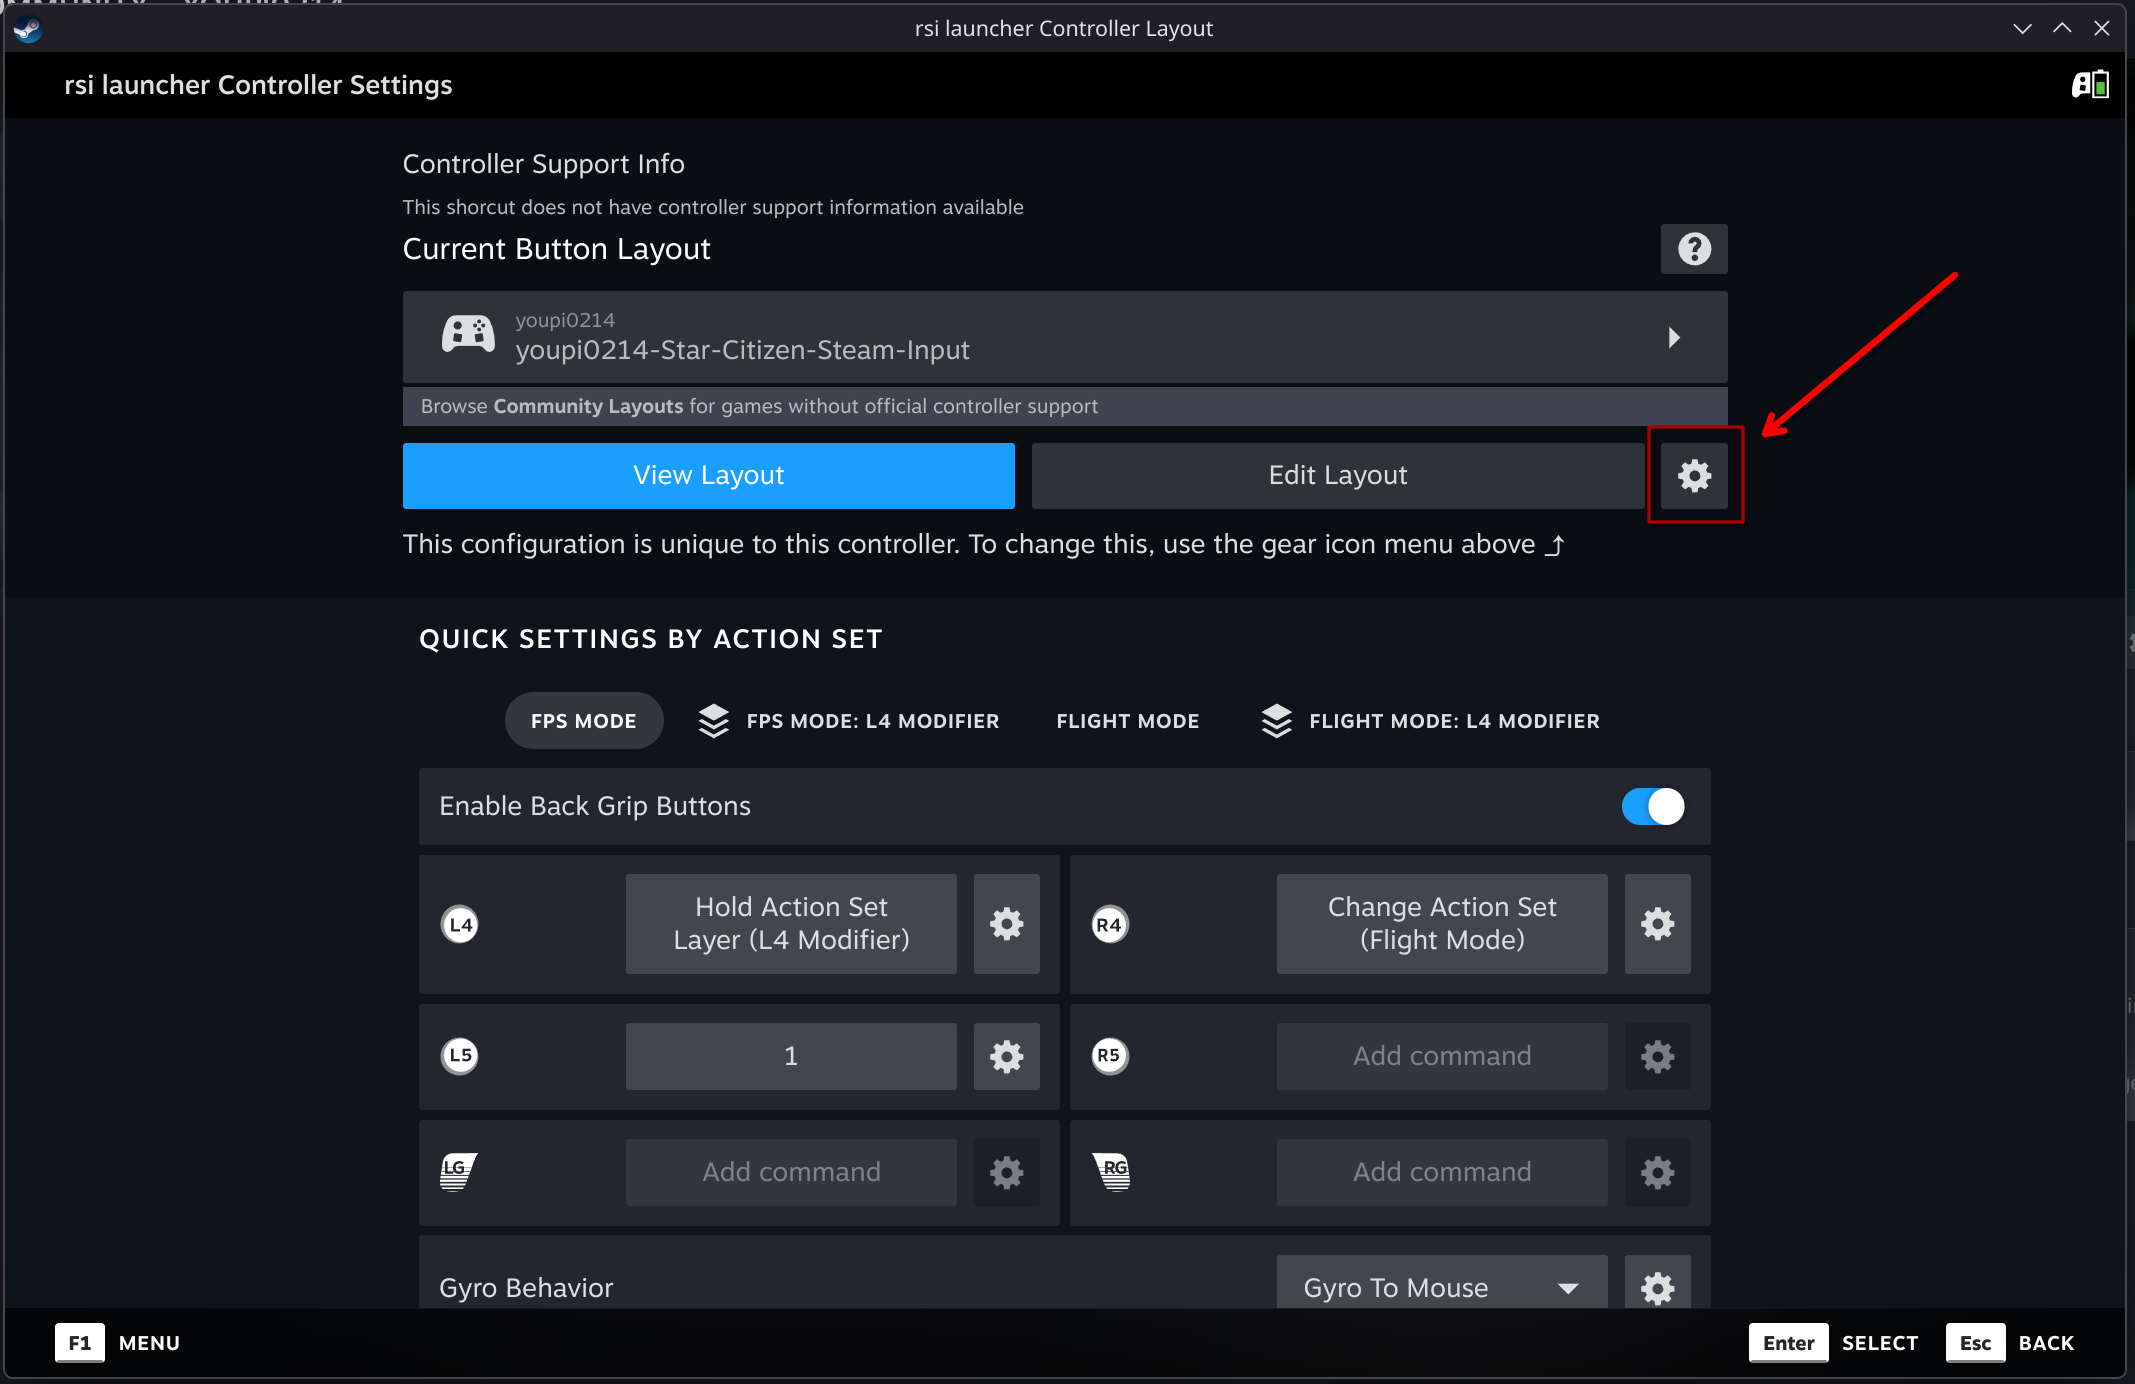 rsi launcher Controller Layout
rsi launcher Controller Settings
Controller Support Info
This shorcut does not have controller support information available
Current Button Layout
youpi0214
youpi0214-Star-Citizen-Steam-Input
Browse Community Layouts for games without official controller support
View Layout
Edit Layout
This configuration is unique to this controller. To change this, use the gear icon menu above
QUICK SETTINGS BY ACTION SET
FPS MODE
FPS MODE: L4 MODIFIER
FLIGHT MODE
FLIGHT MODE: L4 MODIFIER
Enable Back Grip Buttons
L4
Hold Action Set
Layer (L4 Modifier)
R4
Change Action Set
(Flight Mode)
L5
1
R5
Add command
LG
Add command
RG
Add command
Gyro Behavior
Gyro To Mouse
F1
MENU
Enter
SELECT
Esc
BACK